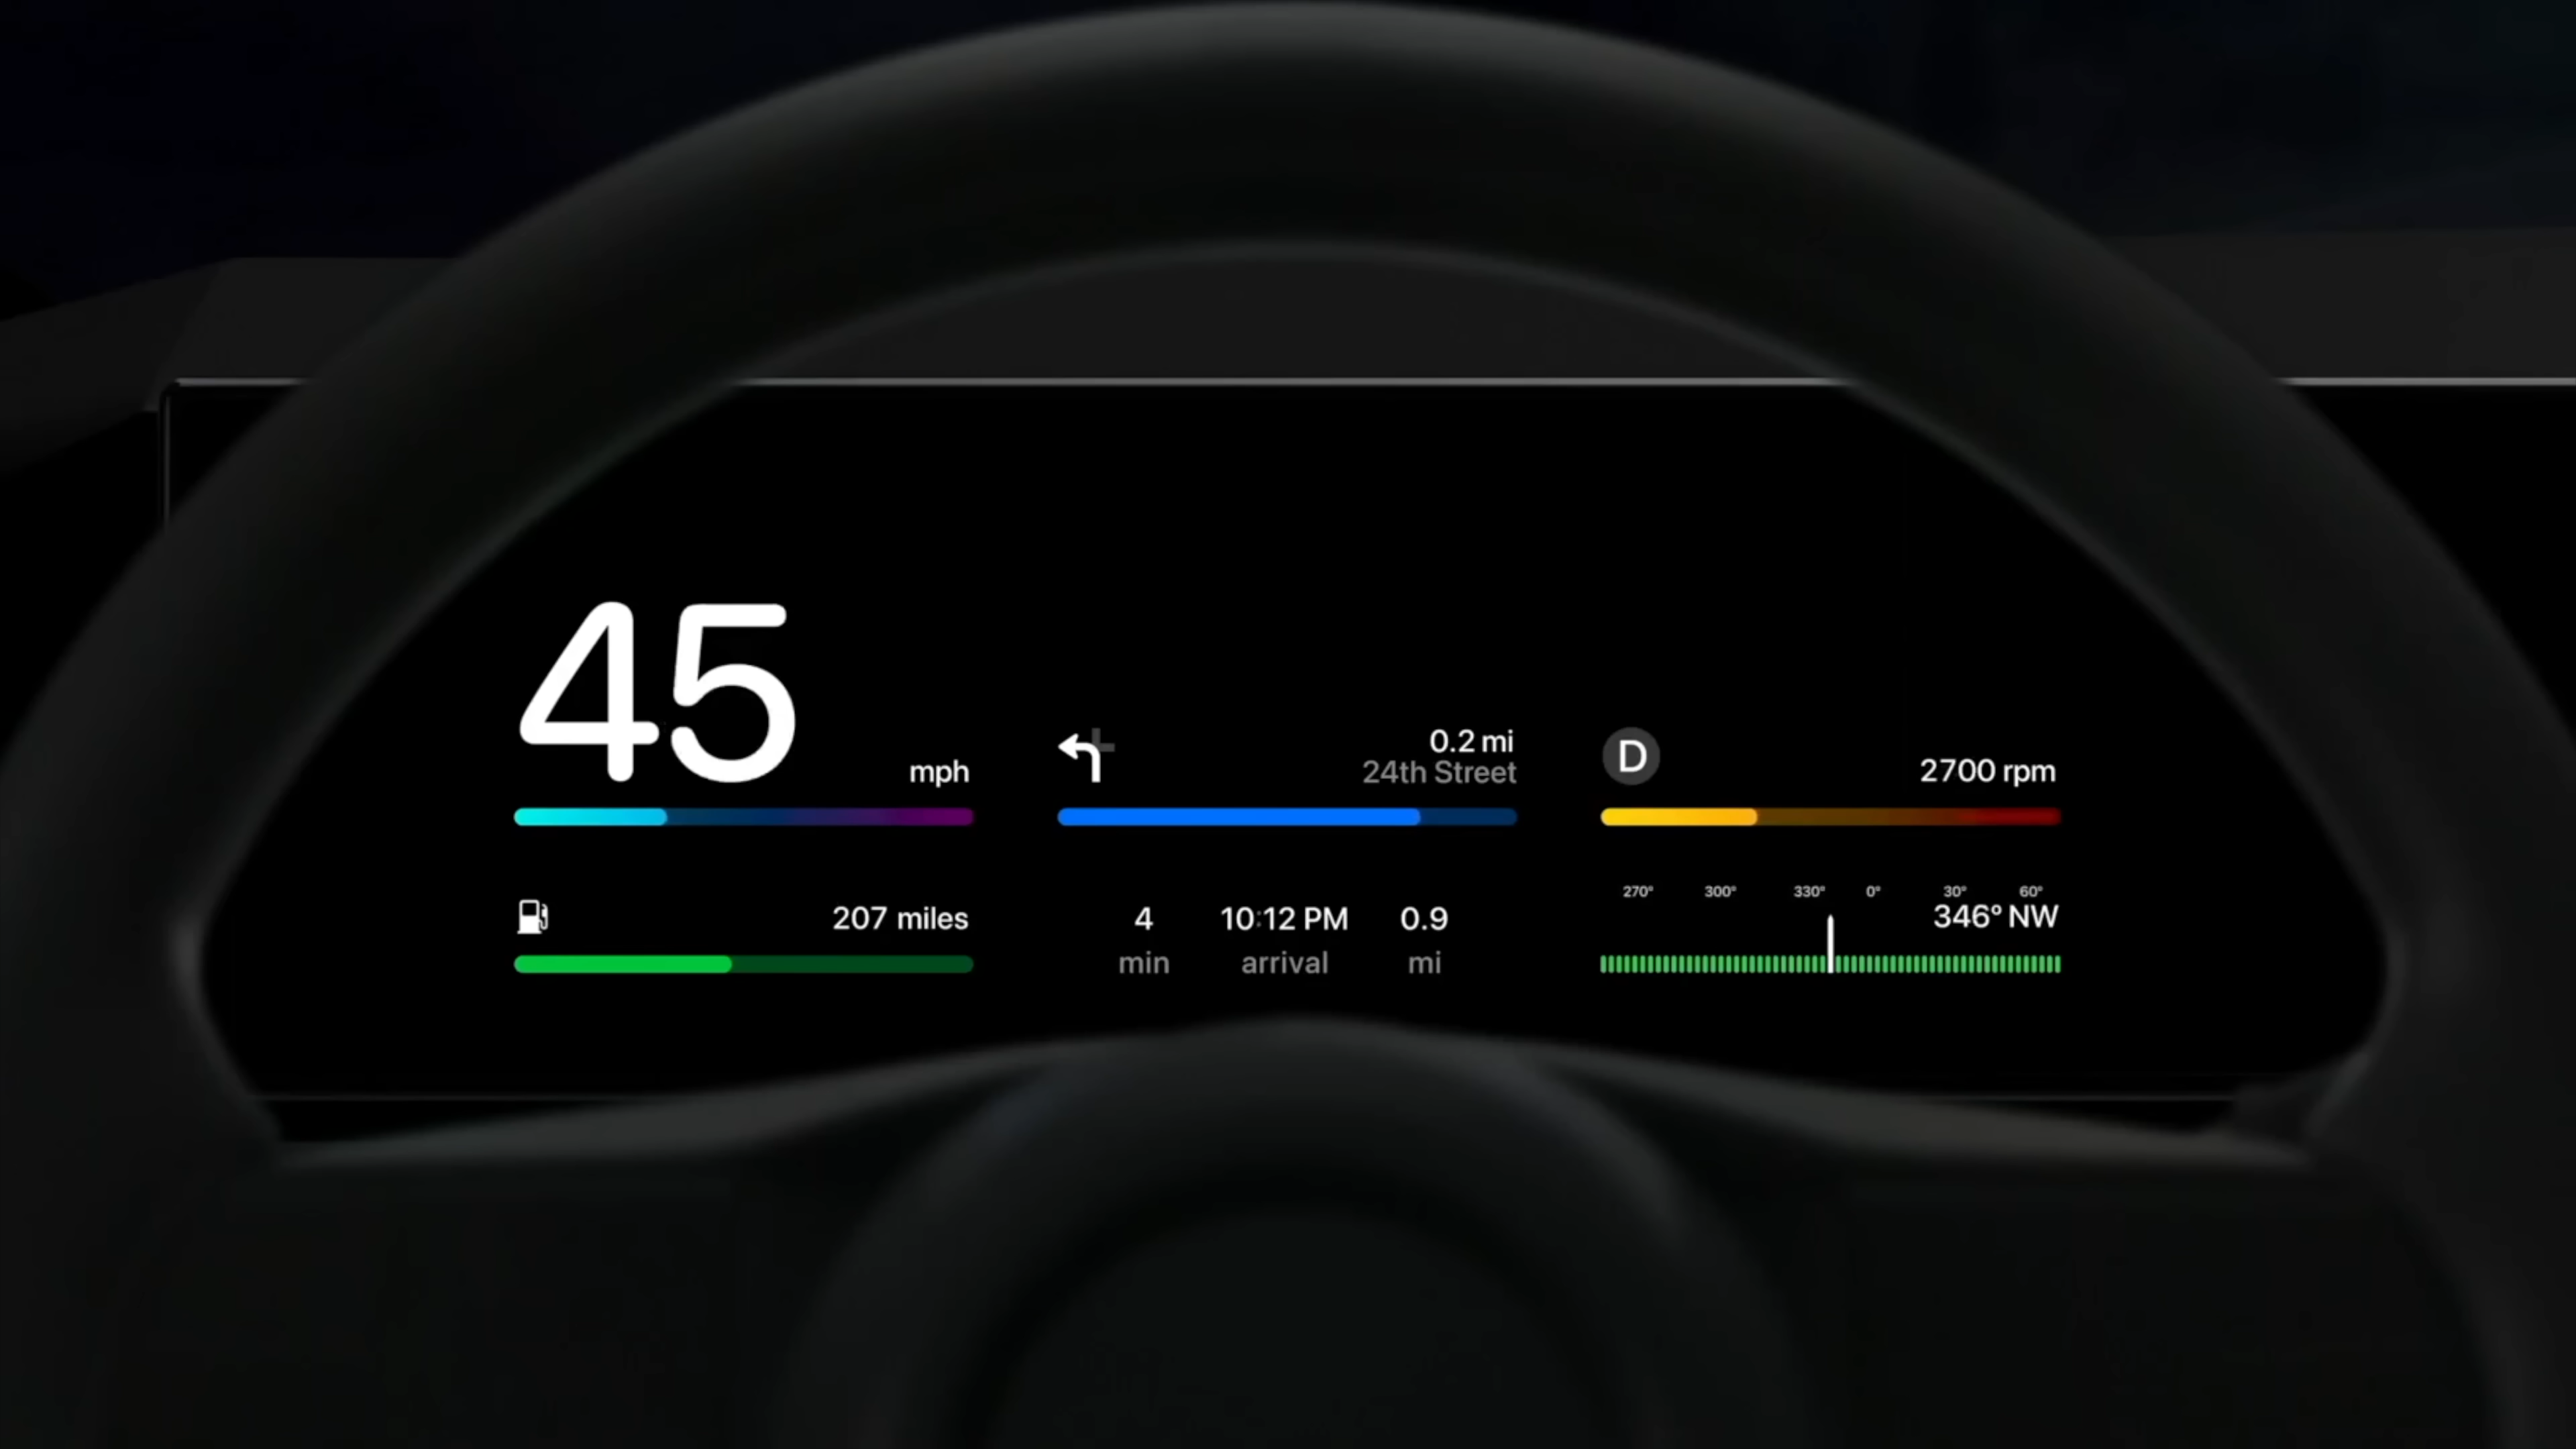 45 mph
0.2 mi
24th Street
D
2700 rpm
207 miles
4 10:12 PM 0.9
min arrival mi
270° 300° 330° 0° 30° 60°
346° NW